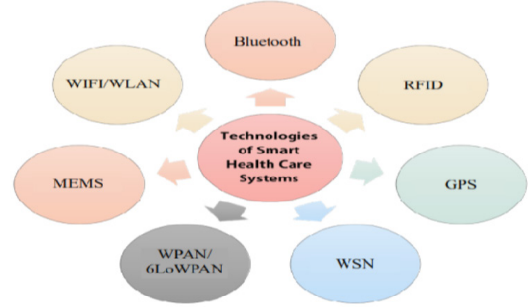 Bluetooth
WIFI/WLAN
RFID
Technologies
of Smart
Health Care
Systems
MEMS
GPS
WPAN/
6LoWPAN
WSN